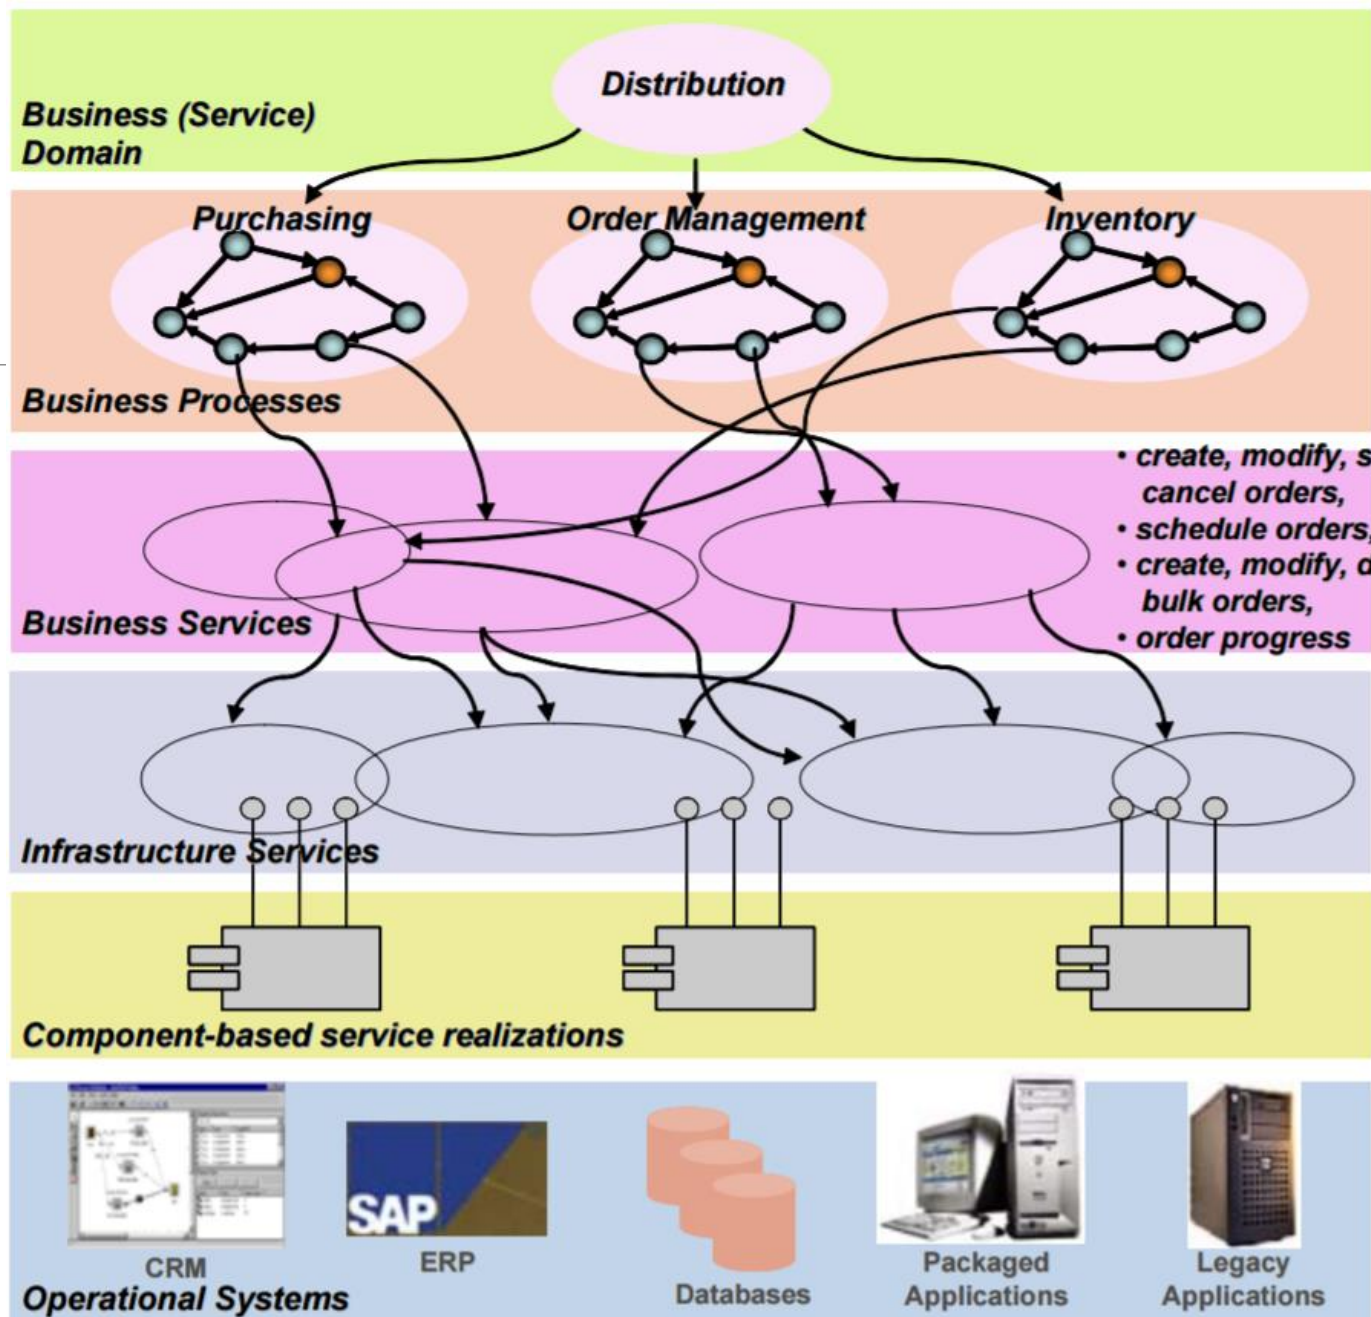 Distribution
Business (Service)
Domain
Purchasing
Order Management
Inventory
Business Processes
• create, modify, s
cancel orders,
• schedule orders,
• create, modify, d
bulk orders,
• order progress
Business Services
Infrastructure Services
Component-based service realizations
SAP
CRM
ERP
Databases
Packaged
Applications
Legacy
Applications
Operational Systems